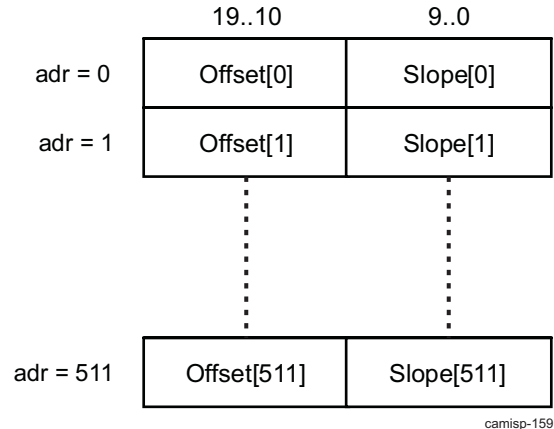 19..10 9..0
adr = 0 Offset[0] Slope[0]
adr = 1 Offset[1] Slope[1]
adr = 511 Offset[511] Slope[511]
camisp-159